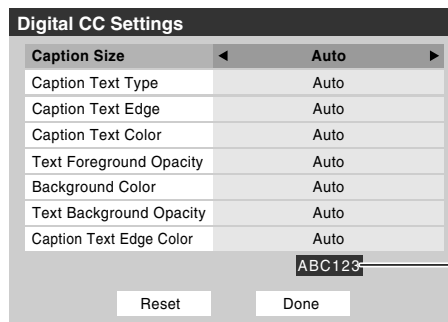 Digital CC Settings
Caption Size ◀ Auto ▶
Caption Text Type Auto
Caption Text Edge Auto
Caption Text Color Auto
Text Foreground Opacity Auto
Background Color Auto
Text Background Opacity Auto
Caption Text Edge Color Auto
ABC123
Reset Done